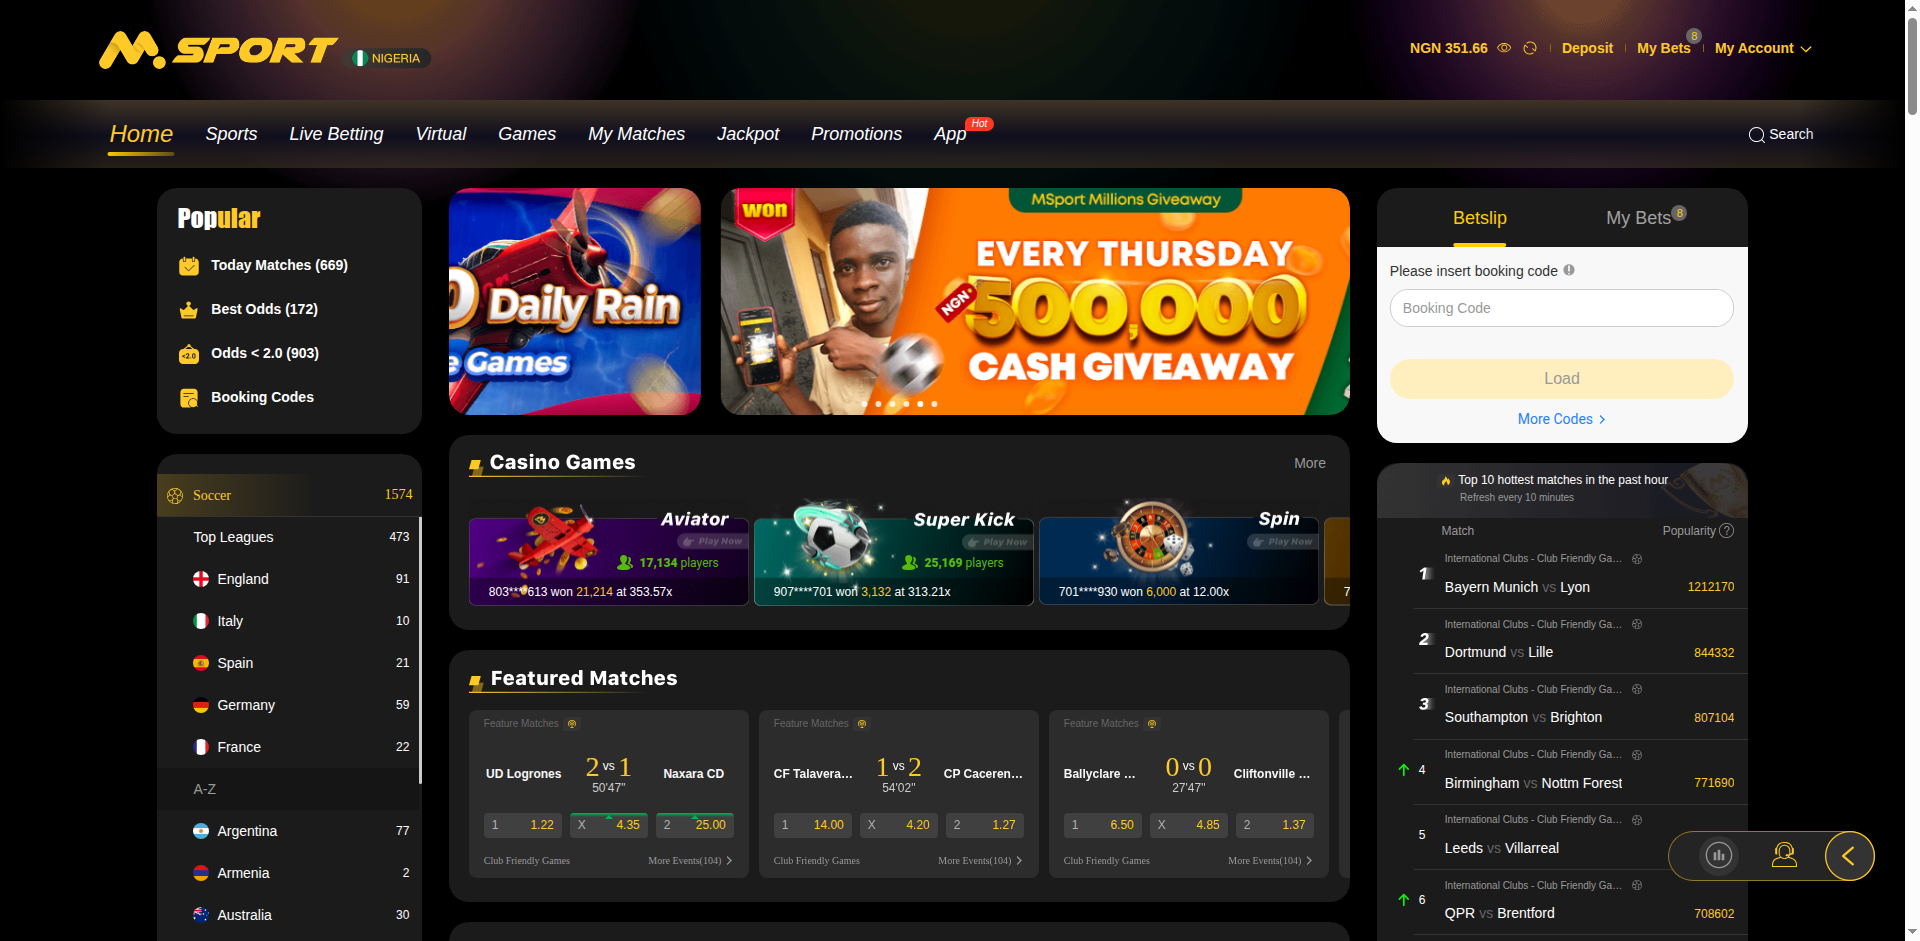 M.SPORT
NIGERIA
NGN 351.66
Deposit
My Bets
8
My Account
Home
Sports
Live Betting
Virtual
Games
My Matches
Jackpot
Promotions
App
Hot
Search
Popular
Today Matches (669)
Best Odds (172)
<2.0
Odds < 2.0 (903)
Booking Codes
Soccer 1574
Top Leagues 473
England 91
Italy 10
Spain 21
Germany 59
France 22
A-Z
Argentina 77
Armenia 2
Australia 30
0 Daily Rain
e Games
won
MSport Millions Giveaway
EVERY THURSDAY
NGN 500,000
CASH GIVEAWAY
Casino Games
More
Aviator
Play Now
17,134 players
803****613 won 21,214 at 353.57x
Super Kick
Play Now
25,169 players
907****701 won 3,132 at 313.21x
Spin
Play Now
701****930 won 6,000 at 12.00x
7
Featured Matches
Feature Matches
UD Logrones 2 vs 1 Naxara CD
50'47"
1 1.22 X 4.35 2 25.00
Club Friendly Games More Events(104)
Feature Matches
CF Talavera... 1 vs 2 CP Caceren...
54'02"
1 14.00 X 4.20 2 1.27
Club Friendly Games More Events(104)
Feature Matches
Ballyclare ... 0 vs 0 Cliftonville ...
27'47"
1 6.50 X 4.85 2 1.37
Club Friendly Games More Events(104)
Betslip
My Bets 8
Please insert booking code
Booking Code
Load
More Codes
Top 10 hottest matches in the past hour
Refresh every 10 minutes
Match Popularity ?
International Clubs - Club Friendly Ga...
1 Bayern Munich vs Lyon 1212170
International Clubs - Club Friendly Ga...
2 Dortmund vs Lille 844332
International Clubs - Club Friendly Ga...
3 Southampton vs Brighton 807104
International Clubs - Club Friendly Ga...
4 Birmingham vs Nottm Forest 771690
International Clubs - Club Friendly Ga...
5 Leeds vs Villarreal
International Clubs - Club Friendly Ga...
6 QPR vs Brentford 708602